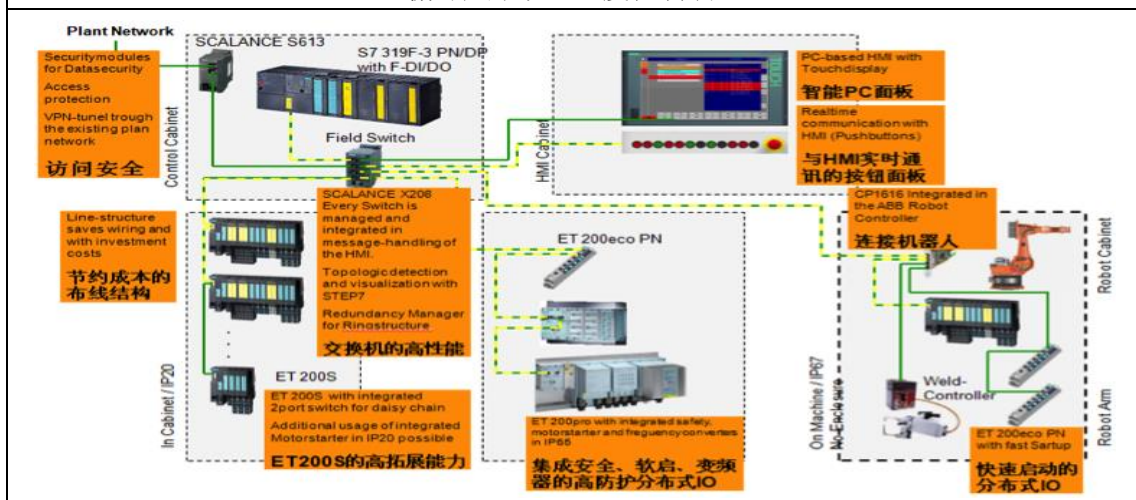 Plant Network
Securitymodules
for Datasecurity
Access
protection
VPN-tunel trough
the existing plan
network
访问安全
SCALANCE S613
S7 319F-3 PN/DP
with F-DI/DO
Field Switch
Control Cabinet
HMI Cabinet
PC-based HMI with
Touchdisplay
智能PC面板
Realtime
communication with
HMI (Pushbuttons)
与HMI实时通
讯的按钮面板
Line-structure
saves wiring and
with investment
costs
节约成本的
布线结构
SCALANCE X208
Every Switch is
managed and
integrated in
message-handling of
the HMI.
Topologic detection
and visualization with
STEP7
Redundancy Manager
for Ringstructure
交换机的高性能
ET 200S
ET 200S with integrated
2port switch for daisy chain
Additional usage of integrated
Motorstarter in IP20 possible
ET200S的高拓展能力
In Cabinet / IP20
ET 200eco PN
ET 200pro with integrated safety,
motorstarter and freguency converters
in IP65
集成安全、软启、变频
器的高防护分布式IO
CP1616 Integrated in
the ABB Robot
Controller
连接机器人
Robot Cabinet
Weld-
Controller
On Machine / IP67
No-Enclosure
Robot Arm
ET 200eco PN
with fast Sartup
快速启动的
分布式IO